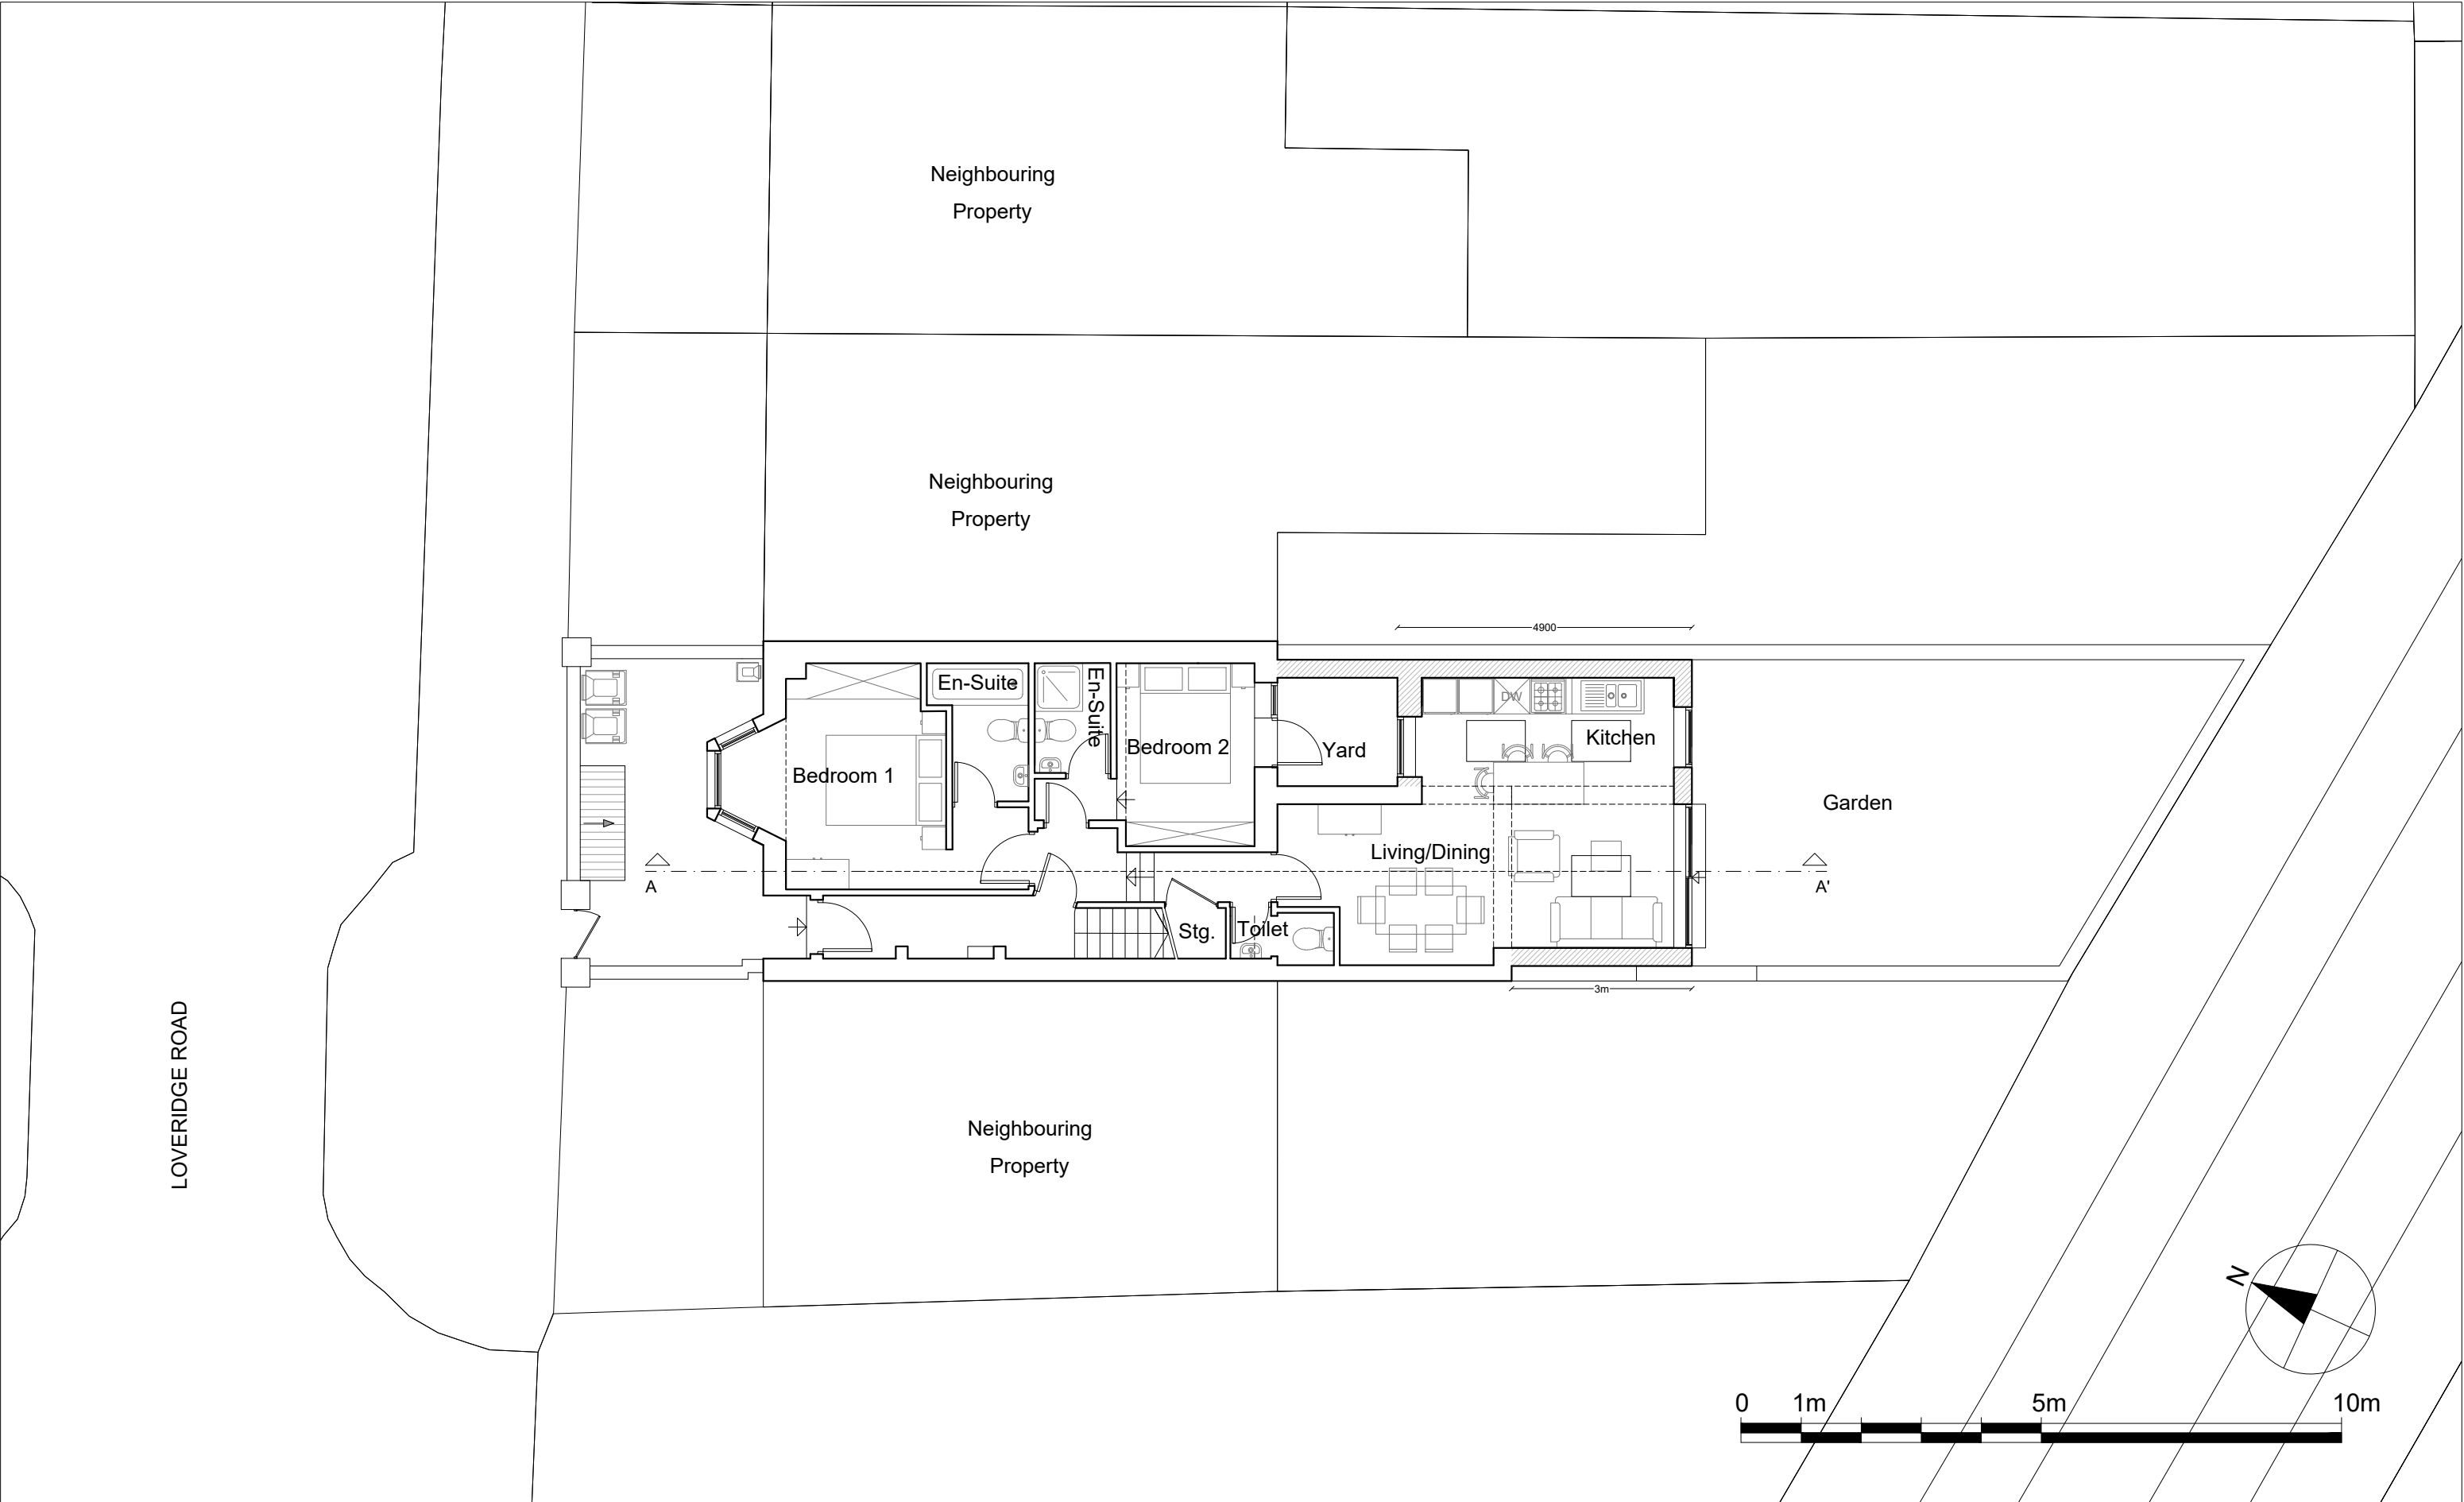 Neighbouring
Property
Neighbouring
Property
4900
En-Suite
En-Suite
DW
Bedroom 1
Bedroom 2
Yard
Kitchen
Garden
Living/Dining
A
A'
Stg.
Toilet
3m
LOVERIDGE ROAD
Neighbouring
Property
N
0 1m 5m 10m